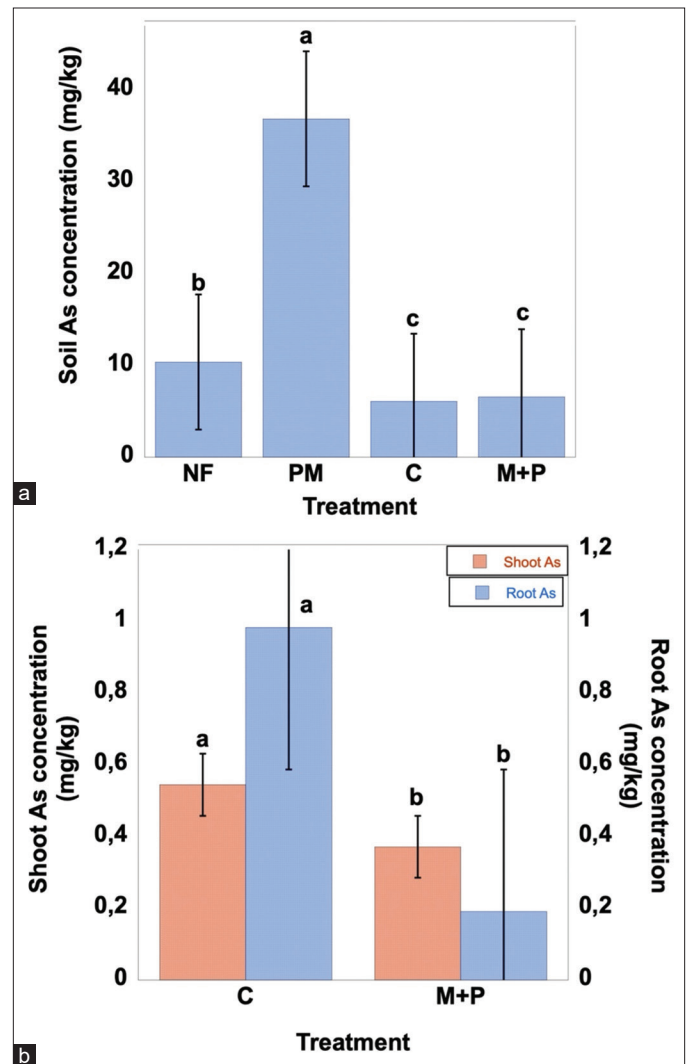 Soil As concentration (mg/kg)
40
30
20
10
0
b
a
c
c
NF PM C M+P
Treatment
a
Shoot As concentration
(mg/kg)
1,2
1
0,8
0,6
0,4
0,2
0
a
a
b
b
Shoot As
Root As
1,2
1
0,8
0,6
0,4
0,2
0
Root As concentration
(mg/kg)
C M+P
Treatment
b